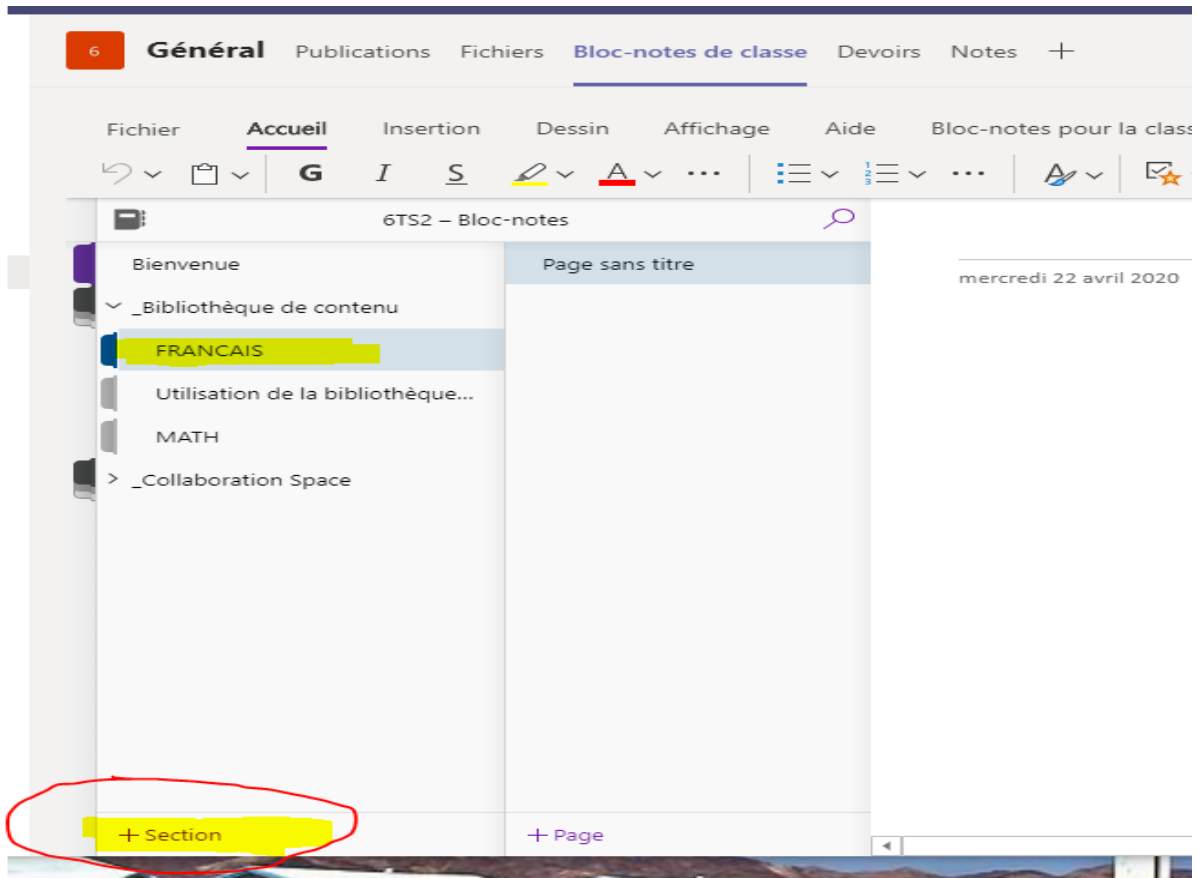 6 Général Publications Fichiers Bloc-notes de classe Devoirs Notes +
Fichier Accueil Insertion Dessin Affichage Aide Bloc-notes pour la class
G I S A ...
6TS2 – Bloc-notes
Bienvenue
_Bibliothèque de contenu
FRANCAIS
Utilisation de la bibliothèque...
MATH
_Collaboration Space
+ Section
Page sans titre
+ Page
mercredi 22 avril 2020